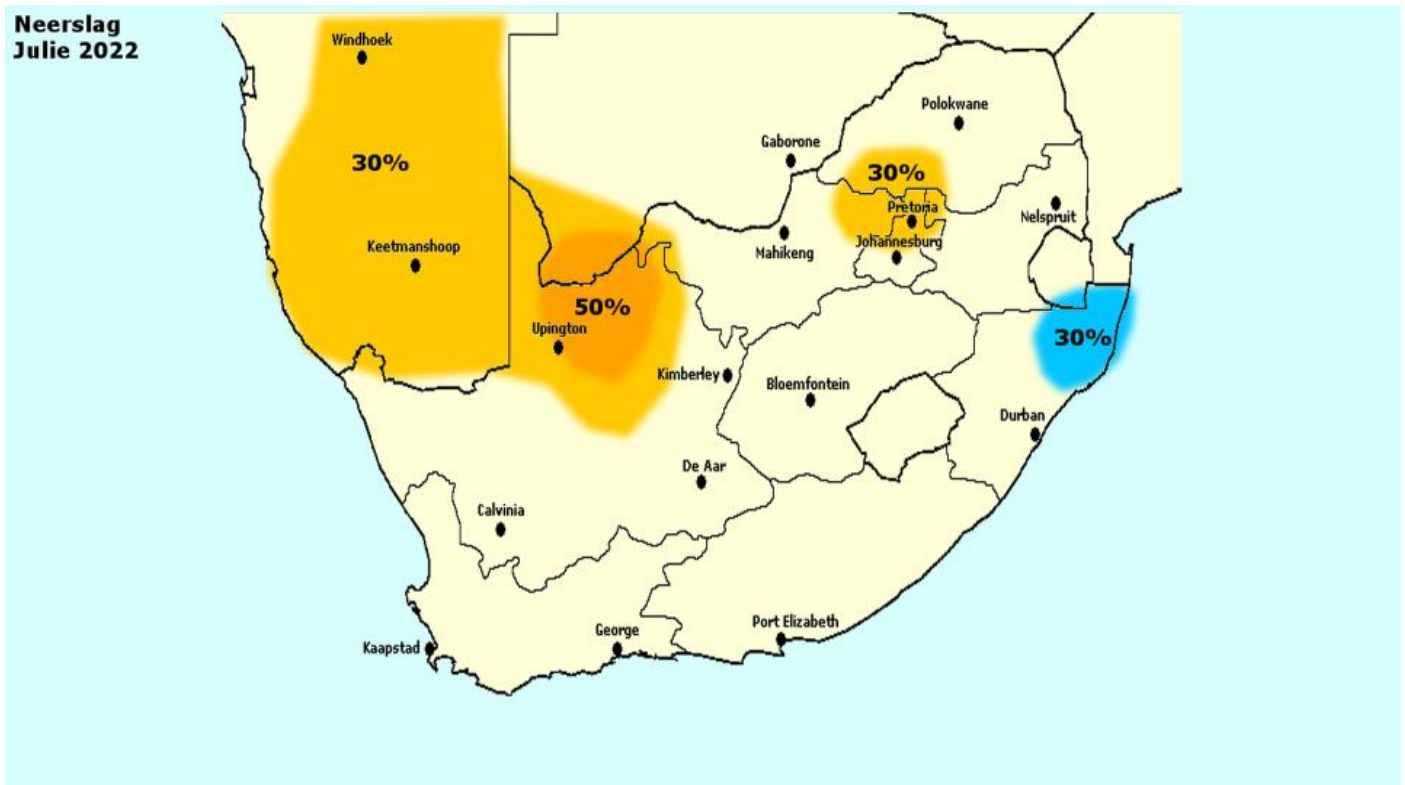 Neerslag
Julie 2022
Windhoek
Polokwane
Gaborone
30%
30%
Pretoria
Nelspruit
Keetmanshoop
Johannesburg
Mahikeng
50%
Upington
30%
Kimberley
Bloemfontein
Durban
De Aar
Calvinia
Port Elizabeth
George
Kaapstad